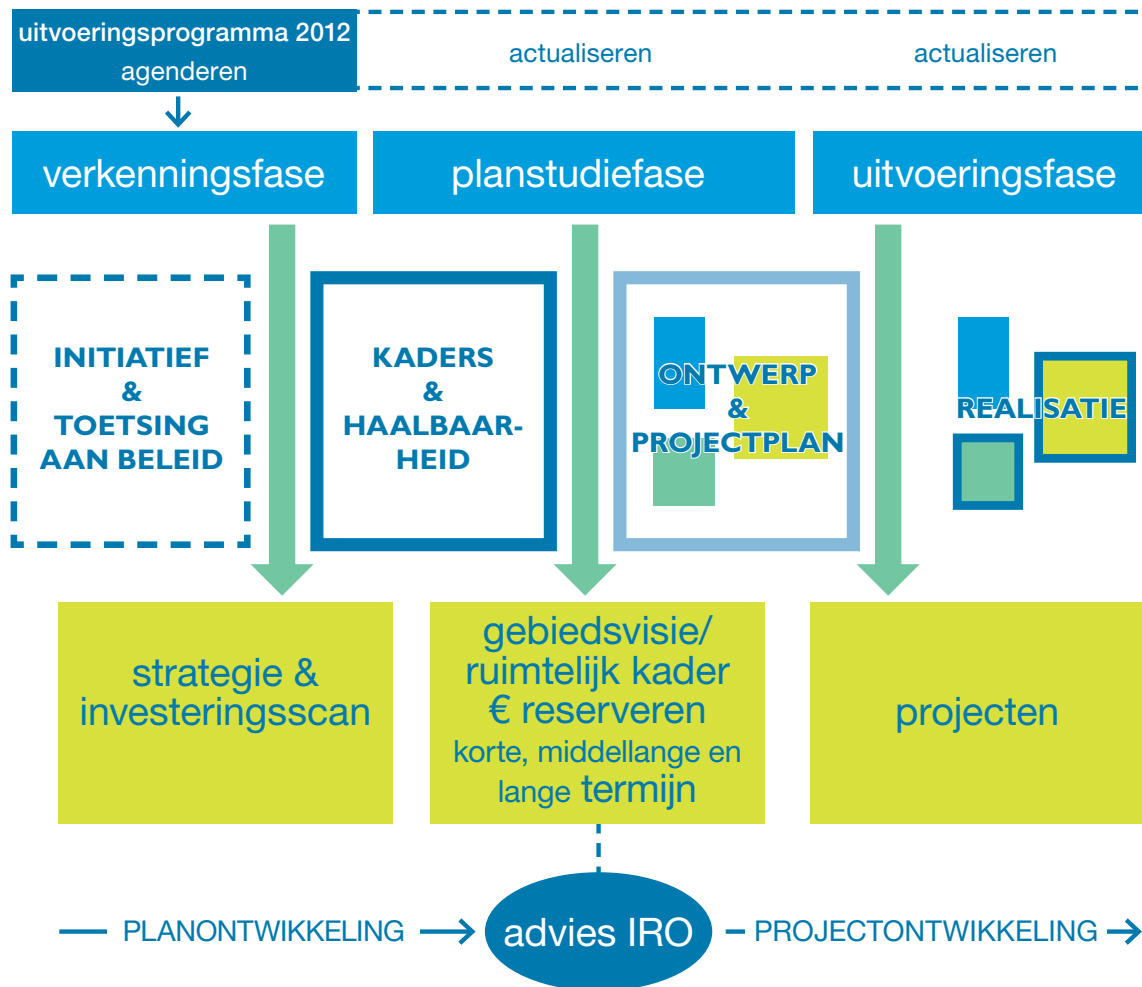 uitvoeringsprogramma 2012
agenderen
actualiseren
actualiseren
verkenningsfase
planstudiefase
uitvoeringsfase
INITIATIEF
&
TOETSING
AAN BELEID
KADERS
&
HAALBAAR-
HEID
ONTWERP
&
PROJECTPLAN
REALISATIE
strategie &
investeringsscan
gebiedsvisie/
ruimtelijk kader
€ reserveren
korte, middellange en
lange termijn
projecten
PLANONTWIKKELING
advies IRO
PROJECTONTWIKKELING